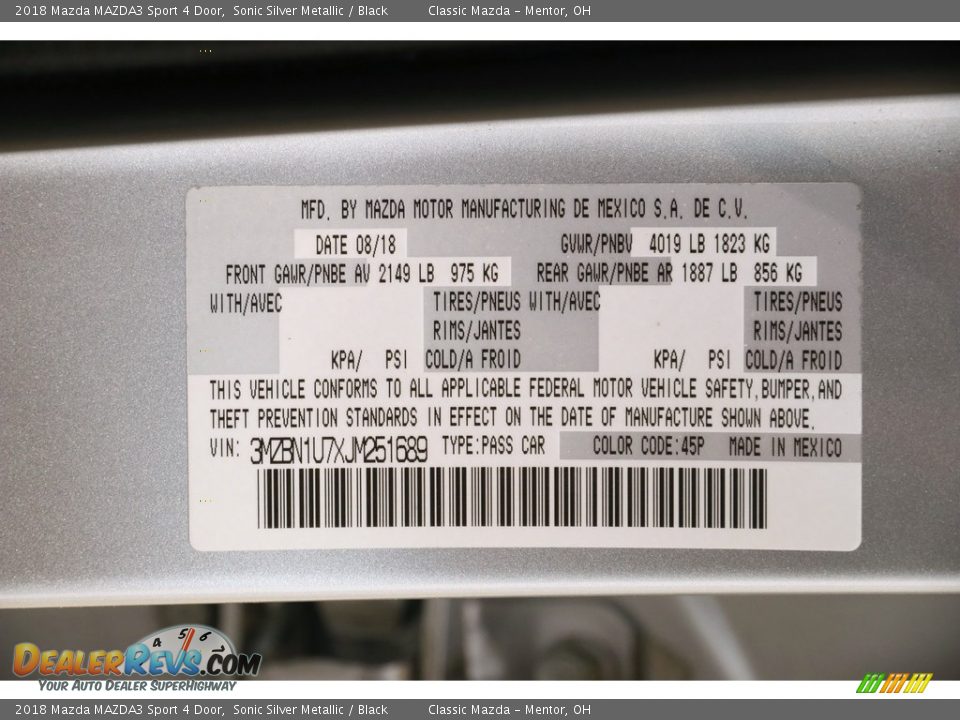 2018 Mazda MAZDA3 Sport 4 Door, Sonic Silver Metallic / Black Classic Mazda - Mentor, OH
MFD. BY MAZDA MOTOR MANUFACTURING DE MEXICO S.A. DE C.V.
DATE 08/18 GVWR/PNBV 4019 LB 1823 KG
FRONT GAWR/PNBE AV 2149 LB 975 KG REAR GAWR/PNBE AR 1887 LB 856 KG
WITH/AVEC TIRES/PNEUS WITH/AVEC TIRES/PNEUS
RIMS/JANTES RIMS/JANTES
KPA/ PSI COLD/A FROID KPA/ PSI COLD/A FROID
THIS VEHICLE CONFORMS TO ALL APPLICABLE FEDERAL MOTOR VEHICLE SAFETY,BUMPER,AND
THEFT PREVENTION STANDARDS IN EFFECT ON THE DATE OF MANUFACTURE SHOWN ABOVE.
VIN: 3MZBN1U7XJM251689 TYPE:PASS CAR COLOR CODE:45P MADE IN MEXICO
4 5 6
DealerRevs.com
Your Auto Dealer SuperHighway
2018 Mazda MAZDA3 Sport 4 Door, Sonic Silver Metallic / Black Classic Mazda - Mentor, OH